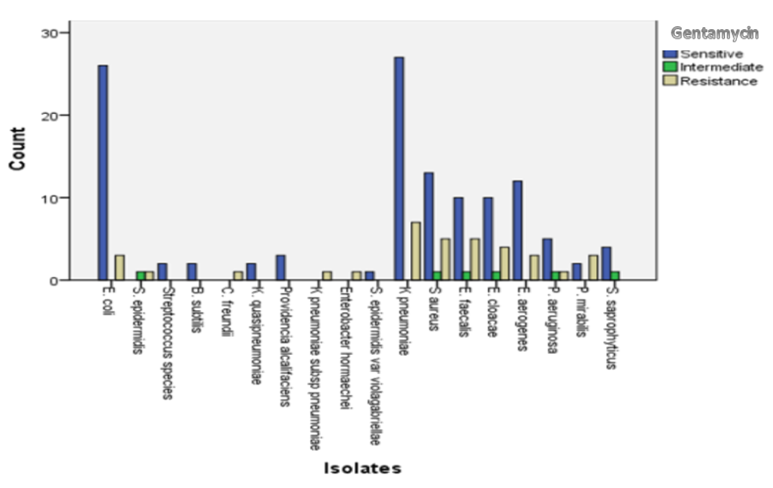 30
20
10
0
Count
Gentamycin
Sensitive
Intermediate
Resistance
E. coli
S. epidermidis
Streptococcus species
B. subtilis
C. freundii
K. quasipneumoniae
Providencia alcalifaciens
K pneumoniae subsp pneumoniae
Enterobacter hormaechei
S. epidermidis var violagabriellae
K pneumoniae
S aureus
E. faecalis
E. cloacae
E. aerogenes
P. aeruginosa
P. mirabilis
S. saprophyticus
Isolates